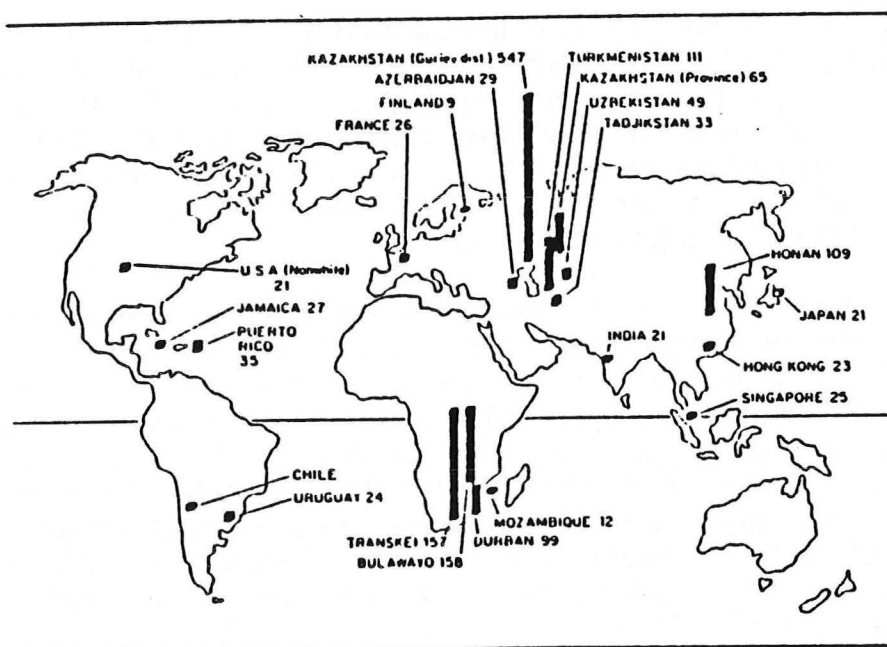 KAZAKHSTAN (Guriev dist) 547
AZERBAIDJAN 29
FINLAND 9
FRANCE 26
TURKMENISTAN 111
KAZAKHSTAN (Province) 65
UZBEKISTAN 49
TADJIKSTAN 33
U S A (Nonwhite)
21
JAMAICA 27
PUERTO
RICO
35
HONAN 109
JAPAN 21
INDIA 21
HONG KONG 23
SINGAPORE 25
CHILE
URUGUAY 24
MOZAMBIQUE 12
TRANSKEI 157
DURBAN 99
BULAWAYO 158